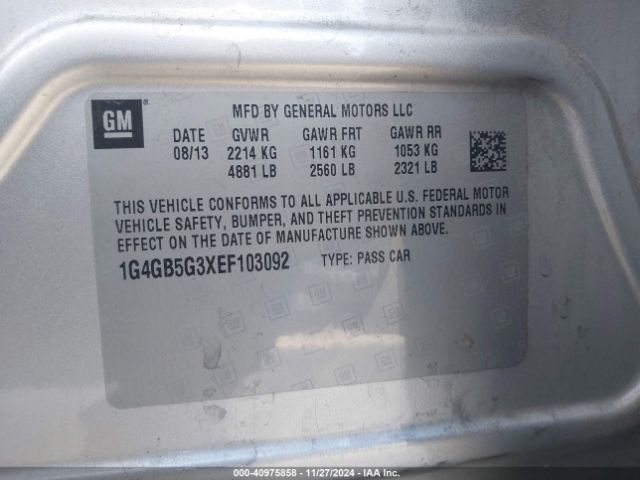 GM®
MFD BY GENERAL MOTORS LLC
DATE GVWR GAWR FRT GAWR RR
08/13 2214 KG 1161 KG 1053 KG
4881 LB 2560 LB 2321 LB
THIS VEHICLE CONFORMS TO ALL APPLICABLE U.S. FEDERAL MOTOR
VEHICLE SAFETY, BUMPER, AND THEFT PREVENTION STANDARDS IN
EFFECT ON THE DATE OF MANUFACTURE SHOWN ABOVE.
1G4GB5G3XEF103092 TYPE: PASS CAR
000-40975858 - 11/27/2024 - IAA Inc.